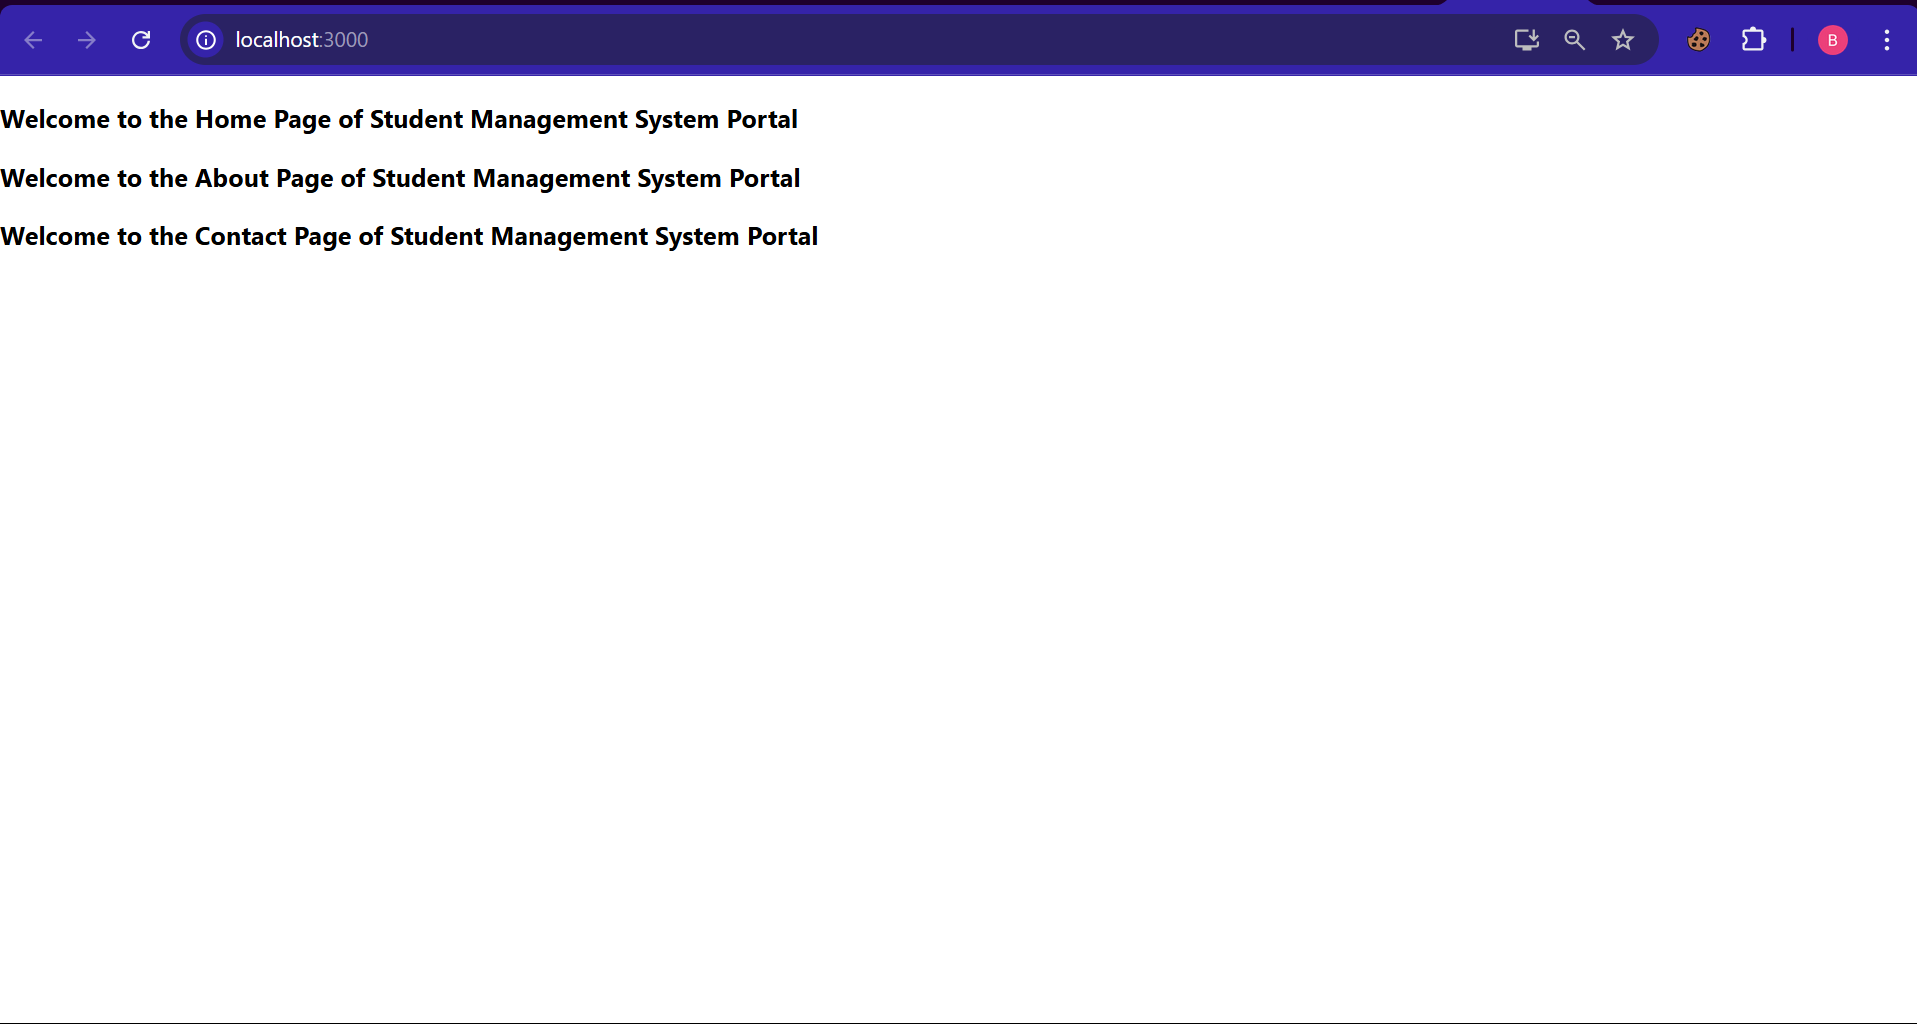 localhost:3000
B
Welcome to the Home Page of Student Management System Portal
Welcome to the About Page of Student Management System Portal
Welcome to the Contact Page of Student Management System Portal